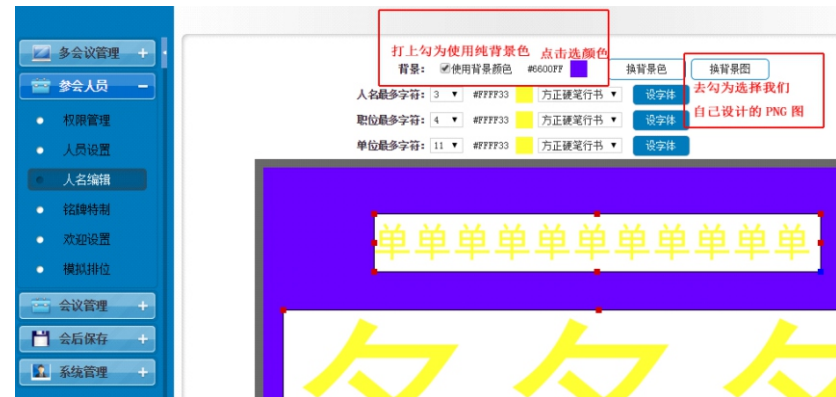 多会议管理 +
参会人员 −
权限管理
人员设置
人名编辑
铭牌特制
欢迎设置
模拟排位
会议管理 +
会后保存 +
系统管理 +
打上勾为使用纯背景色 点击选颜色
背景: 使用背景颜色 #6600FF 换背景色 换背景图
去勾为选择我们
自己设计的 PNG 图
人名最多字符: 3 #FFFF33 方正硬笔行书 设字体
职位最多字符: 4 #FFFF33 方正硬笔行书 设字体
单位最多字符: 11 #FFFF33 方正硬笔行书 设字体
单单单单单单单单单单单
名名名